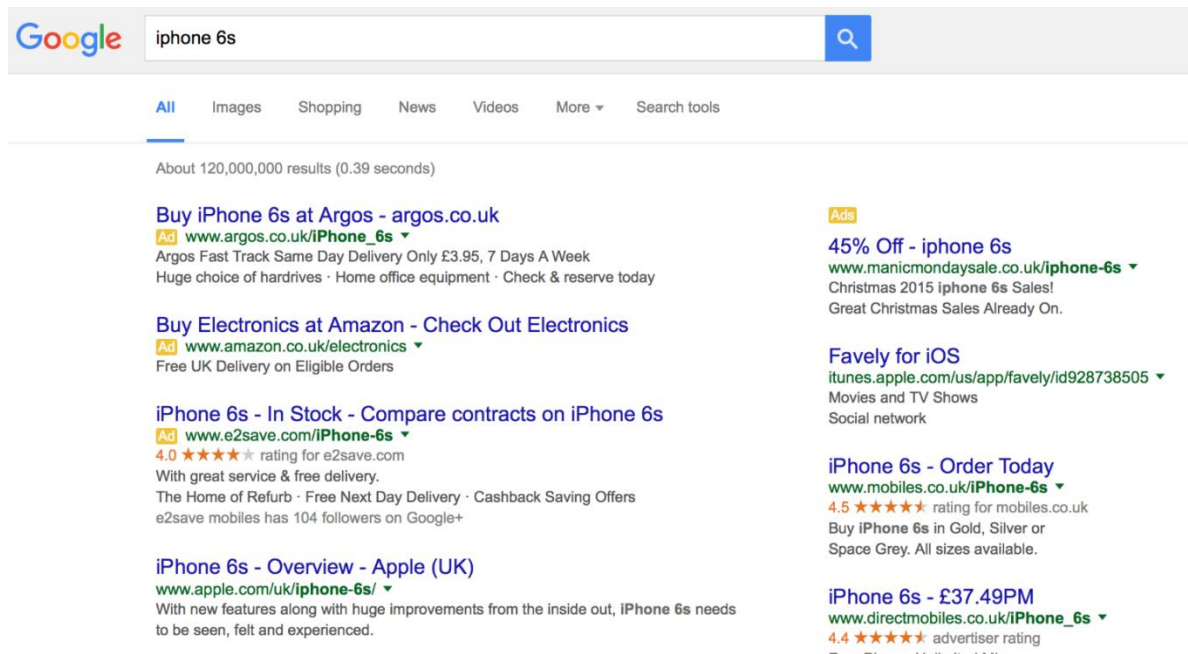 Google
iphone 6s
All Images Shopping News Videos More Search tools
About 120,000,000 results (0.39 seconds)
Buy iPhone 6s at Argos - argos.co.uk
Ad www.argos.co.uk/iPhone_6s
Argos Fast Track Same Day Delivery Only £3.95, 7 Days A Week
Huge choice of hardrives · Home office equipment · Check & reserve today
Buy Electronics at Amazon - Check Out Electronics
Ad www.amazon.co.uk/electronics
Free UK Delivery on Eligible Orders
iPhone 6s - In Stock - Compare contracts on iPhone 6s
Ad www.e2save.com/iPhone-6s
4.0 ★★★★★ rating for e2save.com
With great service & free delivery.
The Home of Refurb · Free Next Day Delivery · Cashback Saving Offers
e2save mobiles has 104 followers on Google+
iPhone 6s - Overview - Apple (UK)
www.apple.com/uk/iphone-6s/
With new features along with huge improvements from the inside out, iPhone 6s needs
to be seen, felt and experienced.
Ads
45% Off - iphone 6s
www.manicmondaysale.co.uk/iphone-6s
Christmas 2015 iphone 6s Sales!
Great Christmas Sales Already On.
Favely for iOS
itunes.apple.com/us/app/favely/id928738505
Movies and TV Shows
Social network
iPhone 6s - Order Today
www.mobiles.co.uk/iPhone-6s
4.5 ★★★★★ rating for mobiles.co.uk
Buy iPhone 6s in Gold, Silver or
Space Grey. All sizes available.
iPhone 6s - £37.49PM
www.directmobiles.co.uk/iPhone_6s
4.4 ★★★★★ advertiser rating